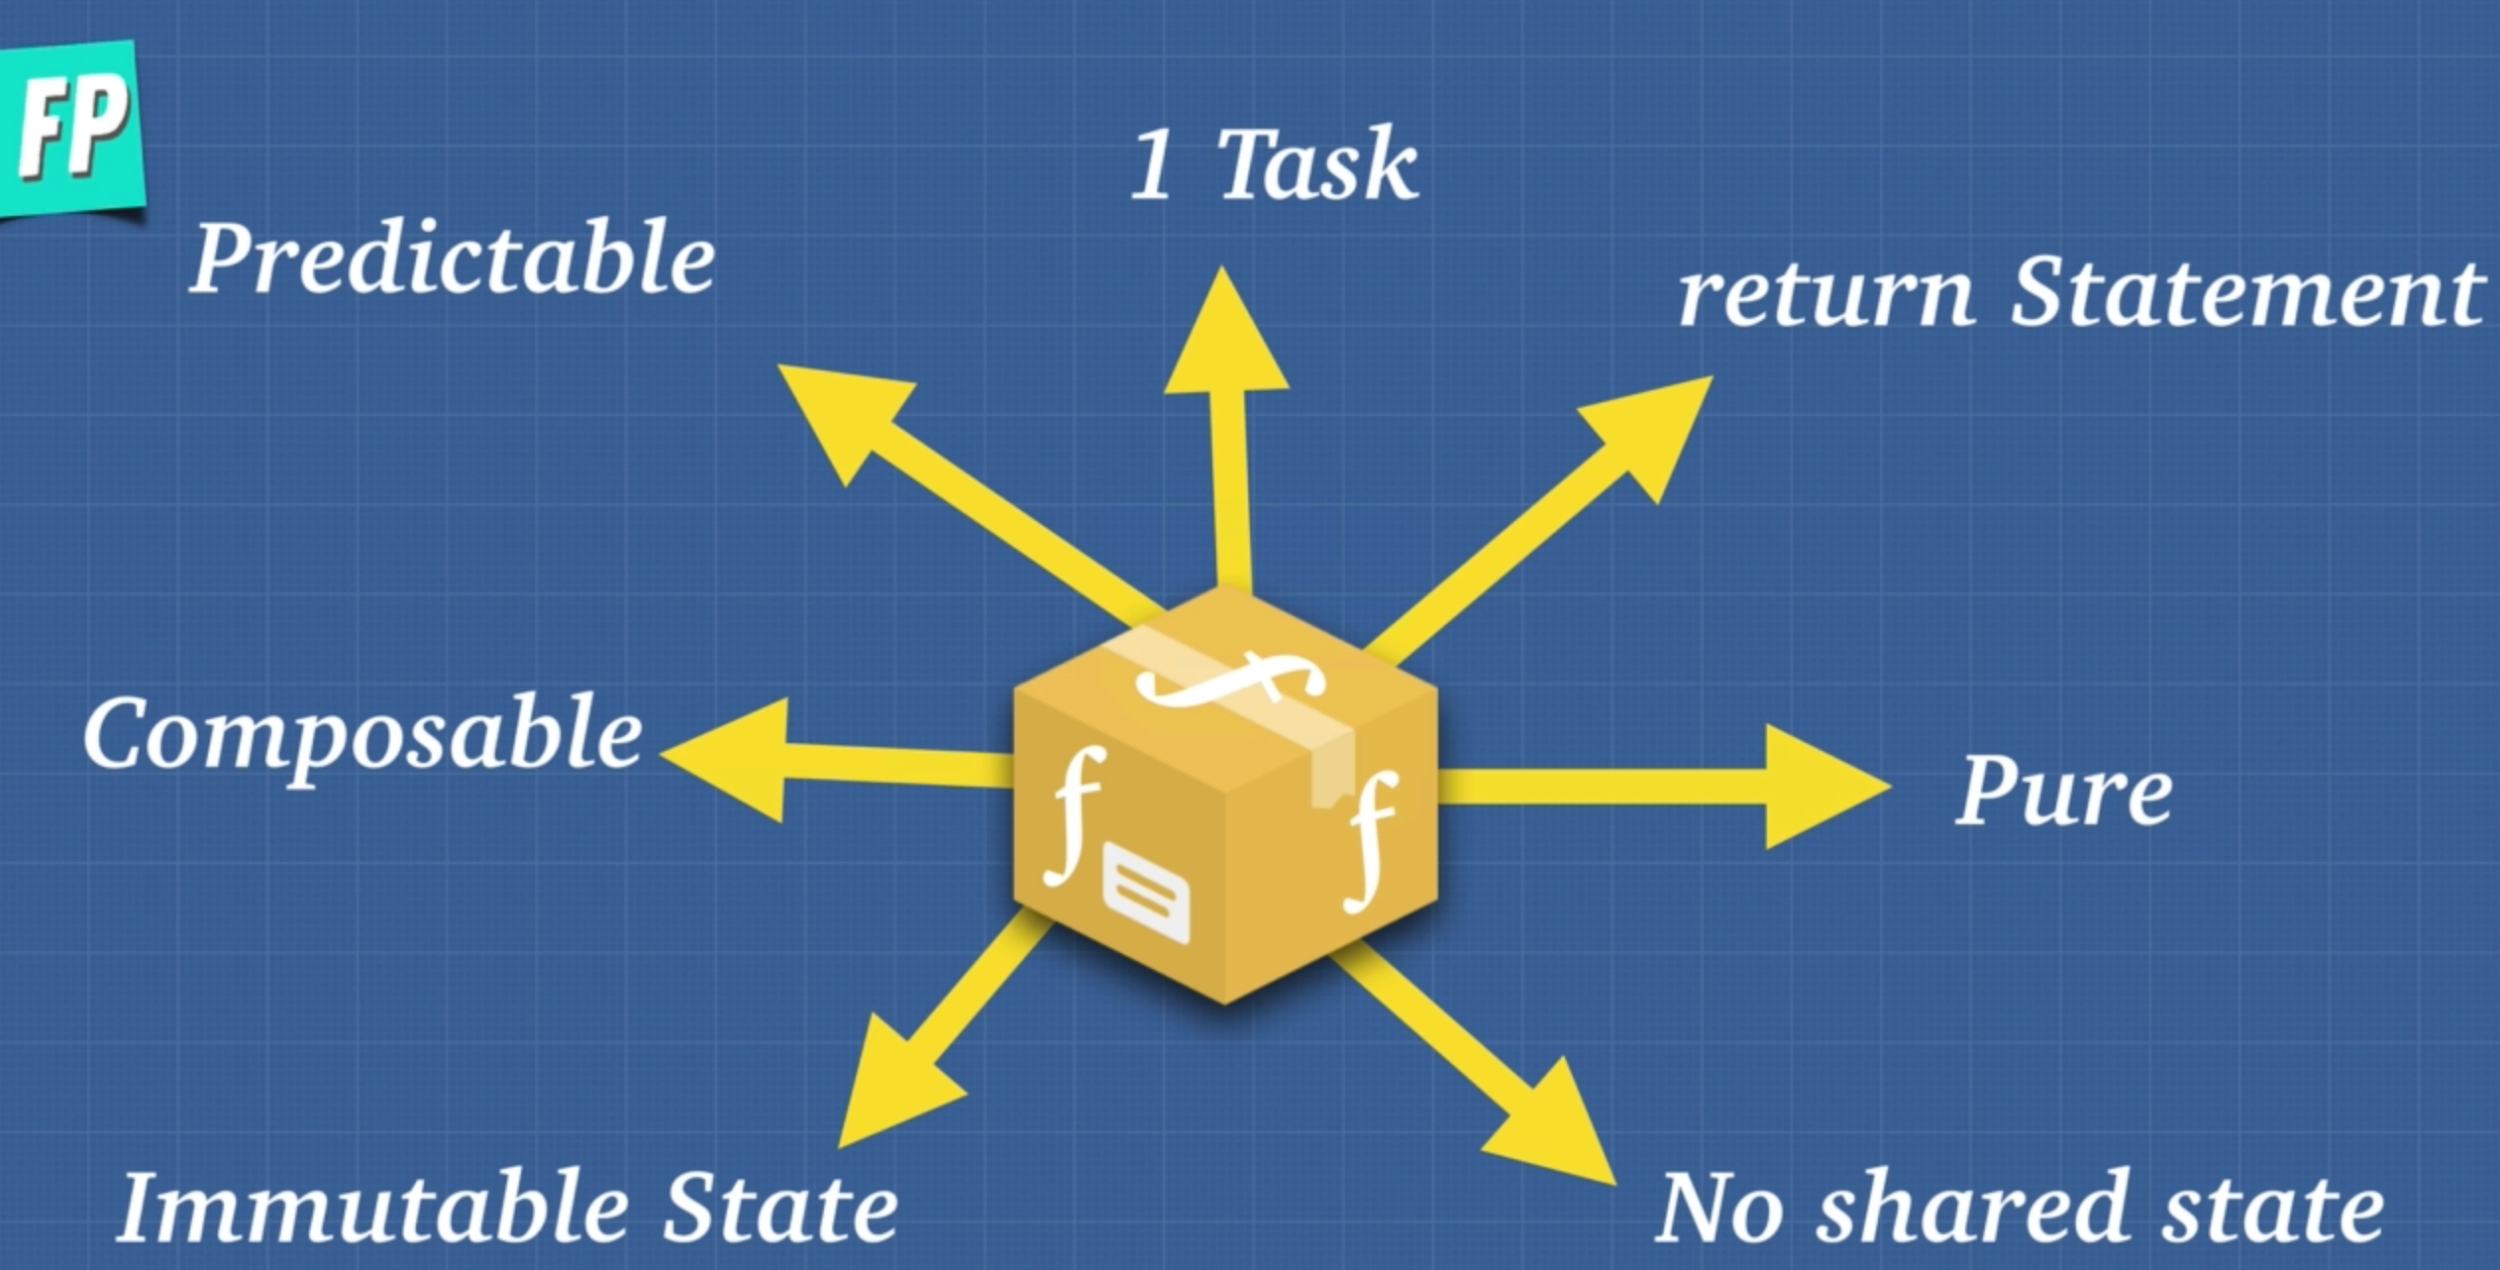 FP
1 Task
Predictable
return Statement
Composable
Pure
Immutable State
No shared state
f
f
f